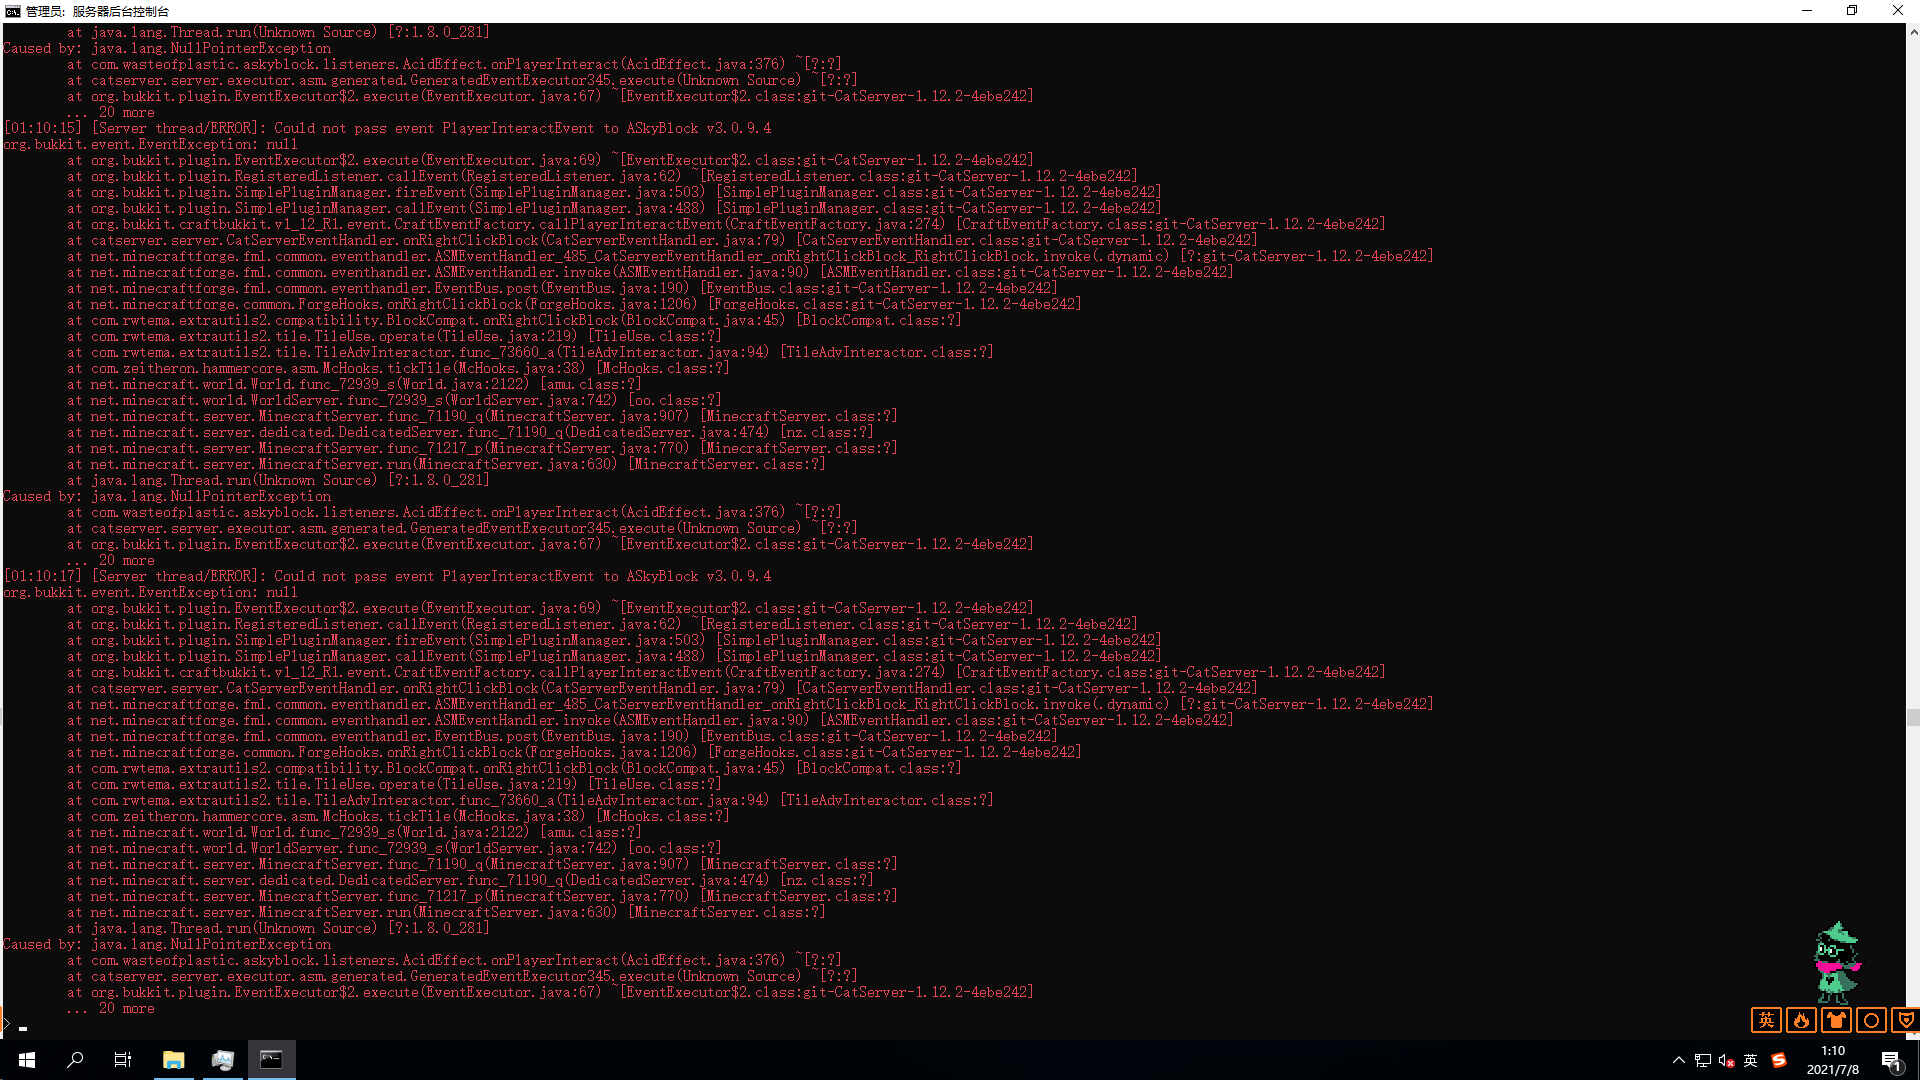 管理员: 服务器后台控制台
at java.lang.Thread.run(Unknown Source) [?:1.8.0_281]
Caused by: java.lang.NullPointerException
at com.wasteofplastic.askyblock.listeners.AcidEffect.onPlayerInteract(AcidEffect.java:376) ~[?:?]
at catserver.server.executor.asm.generated.GeneratedEventExecutor345.execute(Unknown Source) ~[?:?]
at org.bukkit.plugin.EventExecutor$2.execute(EventExecutor.java:67) ~[EventExecutor$2.class:git-CatServer-1.12.2-4ebe242]
... 20 more
[01:10:15] [Server thread/ERROR]: Could not pass event PlayerInteractEvent to ASkyBlock v3.0.9.4
org.bukkit.event.EventException: null
at org.bukkit.plugin.EventExecutor$2.execute(EventExecutor.java:69) ~[EventExecutor$2.class:git-CatServer-1.12.2-4ebe242]
at org.bukkit.plugin.RegisteredListener.callEvent(RegisteredListener.java:62) ~[RegisteredListener.class:git-CatServer-1.12.2-4ebe242]
at org.bukkit.plugin.SimplePluginManager.fireEvent(SimplePluginManager.java:503) [SimplePluginManager.class:git-CatServer-1.12.2-4ebe242]
at org.bukkit.plugin.SimplePluginManager.callEvent(SimplePluginManager.java:488) [SimplePluginManager.class:git-CatServer-1.12.2-4ebe242]
at org.bukkit.craftbukkit.v1_12_R1.event.CraftEventFactory.callPlayerInteractEvent(CraftEventFactory.java:274) [CraftEventFactory.class:git-CatServer-1.12.2-4ebe242]
at catserver.server.CatServerEventHandler.onRightClickBlock(CatServerEventHandler.java:79) [CatServerEventHandler.class:git-CatServer-1.12.2-4ebe242]
at net.minecraftforge.fml.common.eventhandler.ASMEventHandler_485_CatServerEventHandler_onRightClickBlock_RightClickBlock.invoke(.dynamic) [?:git-CatServer-1.12.2-4ebe242]
at net.minecraftforge.fml.common.eventhandler.ASMEventHandler.invoke(ASMEventHandler.java:90) [ASMEventHandler.class:git-CatServer-1.12.2-4ebe242]
at net.minecraftforge.fml.common.eventhandler.EventBus.post(EventBus.java:190) [EventBus.class:git-CatServer-1.12.2-4ebe242]
at net.minecraftforge.common.ForgeHooks.onRightClickBlock(ForgeHooks.java:1206) [ForgeHooks.class:git-CatServer-1.12.2-4ebe242]
at com.rwtema.extrautils2.compatibility.BlockCompat.onRightClickBlock(BlockCompat.java:45) [BlockCompat.class:?]
at com.rwtema.extrautils2.tile.TileUse.operate(TileUse.java:219) [TileUse.class:?]
at com.rwtema.extrautils2.tile.TileAdvInteractor.func_73660_a(TileAdvInteractor.java:94) [TileAdvInteractor.class:?]
at com.zeitheron.hammercore.asm.McHooks.tickTile(McHooks.java:38) [McHooks.class:?]
at net.minecraft.world.World.func_72939_s(World.java:2122) [amu.class:?]
at net.minecraft.world.WorldServer.func_72939_s(WorldServer.java:742) [oo.class:?]
at net.minecraft.server.MinecraftServer.func_71190_q(MinecraftServer.java:907) [MinecraftServer.class:?]
at net.minecraft.server.dedicated.DedicatedServer.func_71190_q(DedicatedServer.java:474) [nz.class:?]
at net.minecraft.server.MinecraftServer.func_71217_p(MinecraftServer.java:770) [MinecraftServer.class:?]
at net.minecraft.server.MinecraftServer.run(MinecraftServer.java:630) [MinecraftServer.class:?]
at java.lang.Thread.run(Unknown Source) [?:1.8.0_281]
Caused by: java.lang.NullPointerException
at com.wasteofplastic.askyblock.listeners.AcidEffect.onPlayerInteract(AcidEffect.java:376) ~[?:?]
at catserver.server.executor.asm.generated.GeneratedEventExecutor345.execute(Unknown Source) ~[?:?]
at org.bukkit.plugin.EventExecutor$2.execute(EventExecutor.java:67) ~[EventExecutor$2.class:git-CatServer-1.12.2-4ebe242]
... 20 more
[01:10:17] [Server thread/ERROR]: Could not pass event PlayerInteractEvent to ASkyBlock v3.0.9.4
org.bukkit.event.EventException: null
at org.bukkit.plugin.EventExecutor$2.execute(EventExecutor.java:69) ~[EventExecutor$2.class:git-CatServer-1.12.2-4ebe242]
at org.bukkit.plugin.RegisteredListener.callEvent(RegisteredListener.java:62) ~[RegisteredListener.class:git-CatServer-1.12.2-4ebe242]
at org.bukkit.plugin.SimplePluginManager.fireEvent(SimplePluginManager.java:503) [SimplePluginManager.class:git-CatServer-1.12.2-4ebe242]
at org.bukkit.plugin.SimplePluginManager.callEvent(SimplePluginManager.java:488) [SimplePluginManager.class:git-CatServer-1.12.2-4ebe242]
at org.bukkit.craftbukkit.v1_12_R1.event.CraftEventFactory.callPlayerInteractEvent(CraftEventFactory.java:274) [CraftEventFactory.class:git-CatServer-1.12.2-4ebe242]
at catserver.server.CatServerEventHandler.onRightClickBlock(CatServerEventHandler.java:79) [CatServerEventHandler.class:git-CatServer-1.12.2-4ebe242]
at net.minecraftforge.fml.common.eventhandler.ASMEventHandler_485_CatServerEventHandler_onRightClickBlock_RightClickBlock.invoke(.dynamic) [?:git-CatServer-1.12.2-4ebe242]
at net.minecraftforge.fml.common.eventhandler.ASMEventHandler.invoke(ASMEventHandler.java:90) [ASMEventHandler.class:git-CatServer-1.12.2-4ebe242]
at net.minecraftforge.fml.common.eventhandler.EventBus.post(EventBus.java:190) [EventBus.class:git-CatServer-1.12.2-4ebe242]
at net.minecraftforge.common.ForgeHooks.onRightClickBlock(ForgeHooks.java:1206) [ForgeHooks.class:git-CatServer-1.12.2-4ebe242]
at com.rwtema.extrautils2.compatibility.BlockCompat.onRightClickBlock(BlockCompat.java:45) [BlockCompat.class:?]
at com.rwtema.extrautils2.tile.TileUse.operate(TileUse.java:219) [TileUse.class:?]
at com.rwtema.extrautils2.tile.TileAdvInteractor.func_73660_a(TileAdvInteractor.java:94) [TileAdvInteractor.class:?]
at com.zeitheron.hammercore.asm.McHooks.tickTile(McHooks.java:38) [McHooks.class:?]
at net.minecraft.world.World.func_72939_s(World.java:2122) [amu.class:?]
at net.minecraft.world.WorldServer.func_72939_s(WorldServer.java:742) [oo.class:?]
at net.minecraft.server.MinecraftServer.func_71190_q(MinecraftServer.java:907) [MinecraftServer.class:?]
at net.minecraft.server.dedicated.DedicatedServer.func_71190_q(DedicatedServer.java:474) [nz.class:?]
at net.minecraft.server.MinecraftServer.func_71217_p(MinecraftServer.java:770) [MinecraftServer.class:?]
at net.minecraft.server.MinecraftServer.run(MinecraftServer.java:630) [MinecraftServer.class:?]
at java.lang.Thread.run(Unknown Source) [?:1.8.0_281]
Caused by: java.lang.NullPointerException
at com.wasteofplastic.askyblock.listeners.AcidEffect.onPlayerInteract(AcidEffect.java:376) ~[?:?]
at catserver.server.executor.asm.generated.GeneratedEventExecutor345.execute(Unknown Source) ~[?:?]
at org.bukkit.plugin.EventExecutor$2.execute(EventExecutor.java:67) ~[EventExecutor$2.class:git-CatServer-1.12.2-4ebe242]
... 20 more
>
英
英
1:10
2021/7/8
1